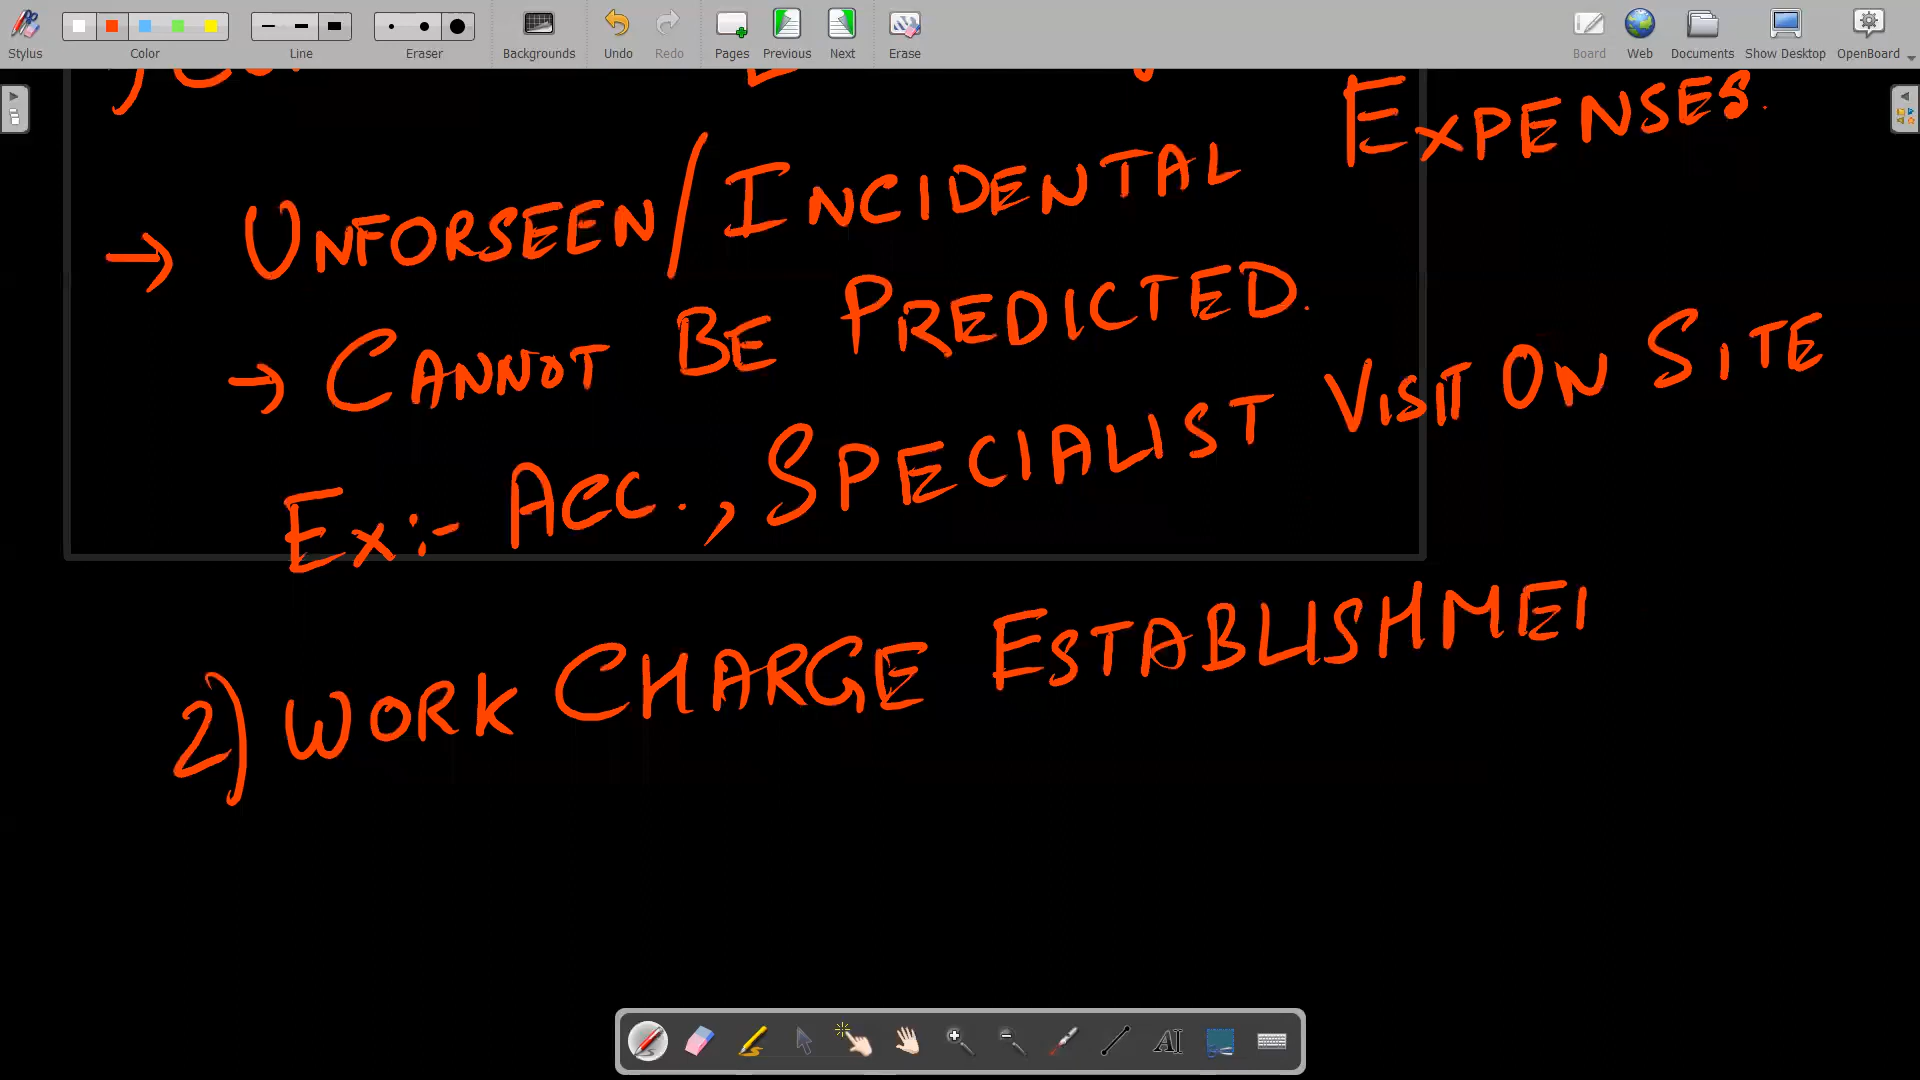 Stylus Color Line Eraser Backgrounds Undo Redo Pages Previous Next Erase Board Web Documents Show Desktop OpenBoard
→ UNFORSEEN/INCIDENTAL EXPENSES.
→ CANNOT BE PREDICTED.
Ex:- ACC., SPECIALIST VISIT ON SITE
2) WORK CHARGE ESTABLISHMEI